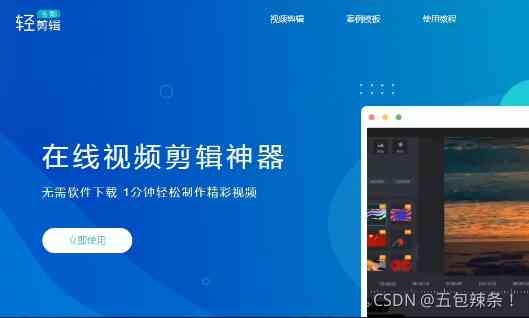 轻剪辑
视频剪辑 案例模板 使用教程
在线视频剪辑神器
无需软件下载 1分钟轻松制作精彩视频
立即使用
CSDN @五包辣条！